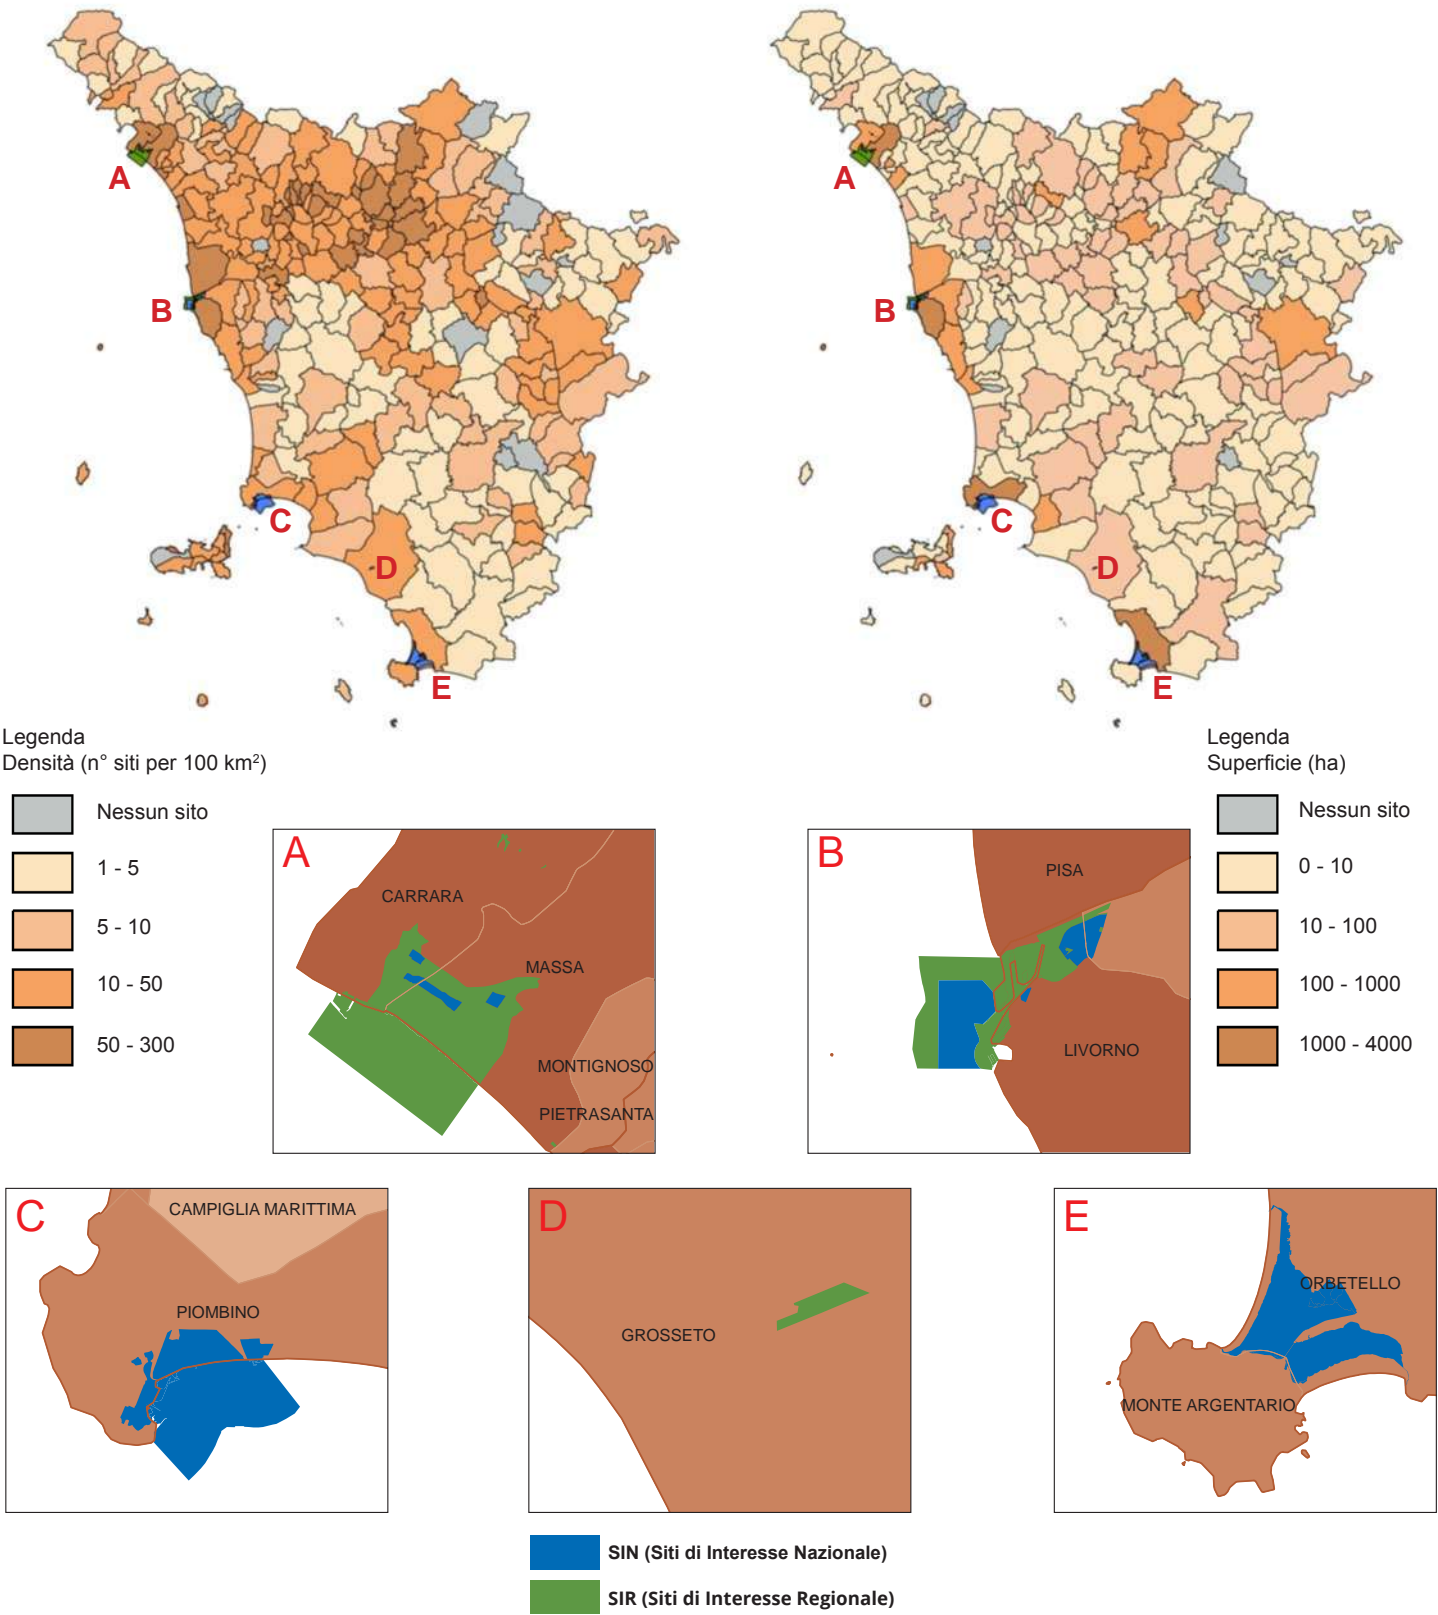 A
B
C
D
E
A
B
C
D
E
Legenda
Densità (n° siti per 100 km²)
Nessun sito
1 - 5
5 - 10
10 - 50
50 - 300
Legenda
Superficie (ha)
Nessun sito
0 - 10
10 - 100
100 - 1000
1000 - 4000
A
CARRARA
MASSA
MONTIGNOSO
PIETRASANTA
B
PISA
LIVORNO
C
CAMPIGLIA MARITTIMA
PIOMBINO
D
GROSSETO
E
ORBETELLO
MONTE ARGENTARIO
SIN (Siti di Interesse Nazionale)
SIR (Siti di Interesse Regionale)